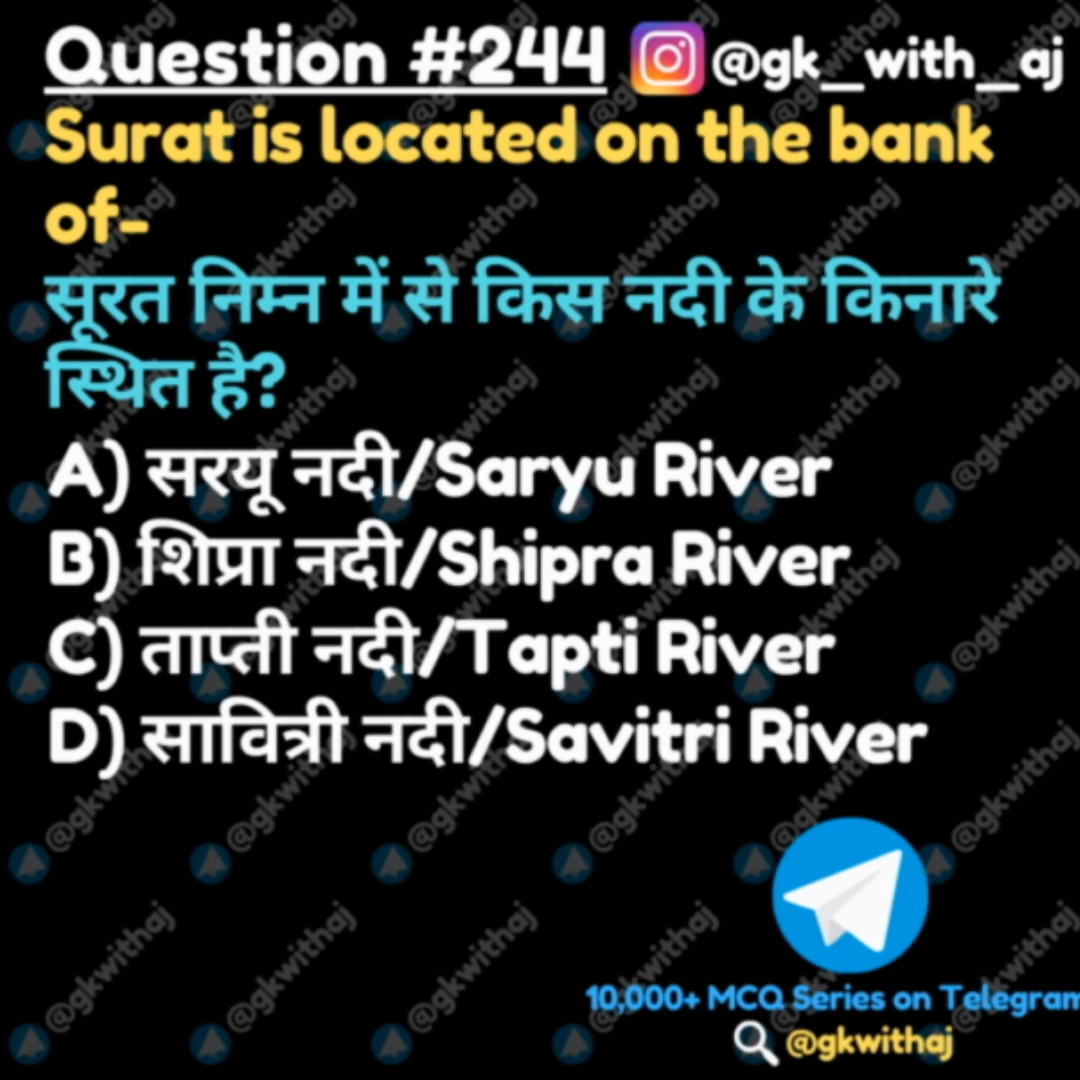 Question #244 @gk_with_aj
Surat is located on the bank
of-
सूरत निम्न में से किस नदी के किनारे
स्थित है?
A) सरयू नदी/Saryu River
B) शिप्रा नदी/Shipra River
C) ताप्ती नदी/Tapti River
D) सावित्री नदी/Savitri River
10,000+ MCQ Series on Telegram
@gkwithaj